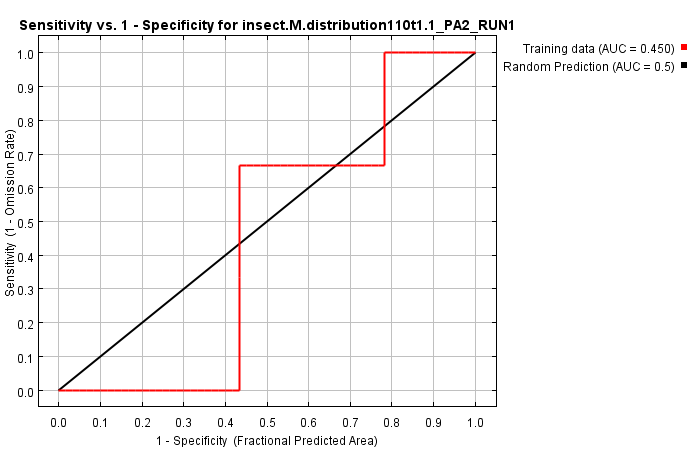 Sensitivity vs. 1 - Specificity for insect.M.distribution110t1.1_PA2_RUN1
Training data (AUC = 0.450)
Random Prediction (AUC = 0.5)
Sensitivity (1 - Omission Rate)
1.0
0.9
0.8
0.7
0.6
0.5
0.4
0.3
0.2
0.1
0.0
0.0 0.1 0.2 0.3 0.4 0.5 0.6 0.7 0.8 0.9 1.0
1 - Specificity (Fractional Predicted Area)